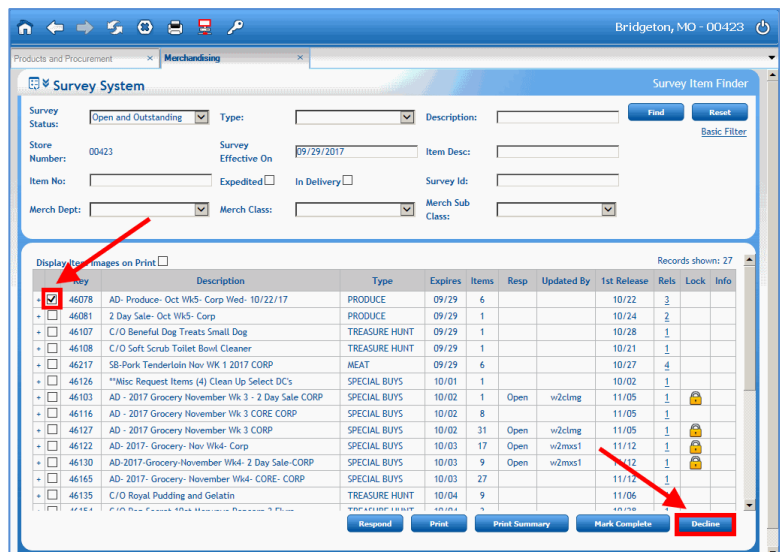 Bridgeton, MO - 00423
Products and Procurement × Merchandising ×
Survey System Survey Item Finder
Survey Status: Open and Outstanding Type: Description: Find Reset
Basic Filter
Store Number: 00423 Survey Effective On 09/29/2017 Item Desc:
Item No: Expedited In Delivery Survey Id:
Merch Dept: Merch Class: Merch Sub Class:
Display Item Images on Print Records shown: 27
Key Description Type Expires Items Resp Updated By 1st Release Rels Lock Info
+ 46078 AD- Produce- Oct Wk5- Corp Wed- 10/22/17 PRODUCE 09/29 6 10/22 3
+ 46081 2 Day Sale- Oct Wk5- Corp PRODUCE 09/29 1 10/24 2
+ 46107 C/O Beneful Dog Treats Small Dog TREASURE HUNT 09/29 1 10/28 1
+ 46108 C/O Soft Scrub Toilet Bowl Cleaner TREASURE HUNT 09/29 1 10/21 1
+ 46217 SB-Pork Tenderloin Nov WK 1 2017 CORP MEAT 09/29 6 10/27 4
+ 46126 **Misc Request Items (4) Clean Up Select DC's SPECIAL BUYS 10/01 1 10/02 1
+ 46103 AD - 2017 Grocery November Wk 3 - 2 Day Sale CORP SPECIAL BUYS 10/02 1 Open w2clmg 11/05 1
+ 46116 AD - 2017 Grocery November Wk 3 CORE CORP SPECIAL BUYS 10/02 8 11/05 1
+ 46127 AD - 2017 Grocery November Wk 3 CORP SPECIAL BUYS 10/02 31 Open w2clmg 11/05 1
+ 46122 AD- 2017- Grocery- Nov Wk4- Corp SPECIAL BUYS 10/03 17 Open w2mxs1 11/12 1
+ 46130 AD-2017-Grocery-November Wk4- 2 Day Sale-CORP SPECIAL BUYS 10/03 9 Open w2mxs1 11/12 1
+ 46165 AD- 2017- Grocery- November Wk4- CORE- CORP SPECIAL BUYS 10/03 27 11/12 1
+ 46135 C/O Royal Pudding and Gelatin TREASURE HUNT 10/04 9 11/06
Respond Print Print Summary Mark Complete Decline